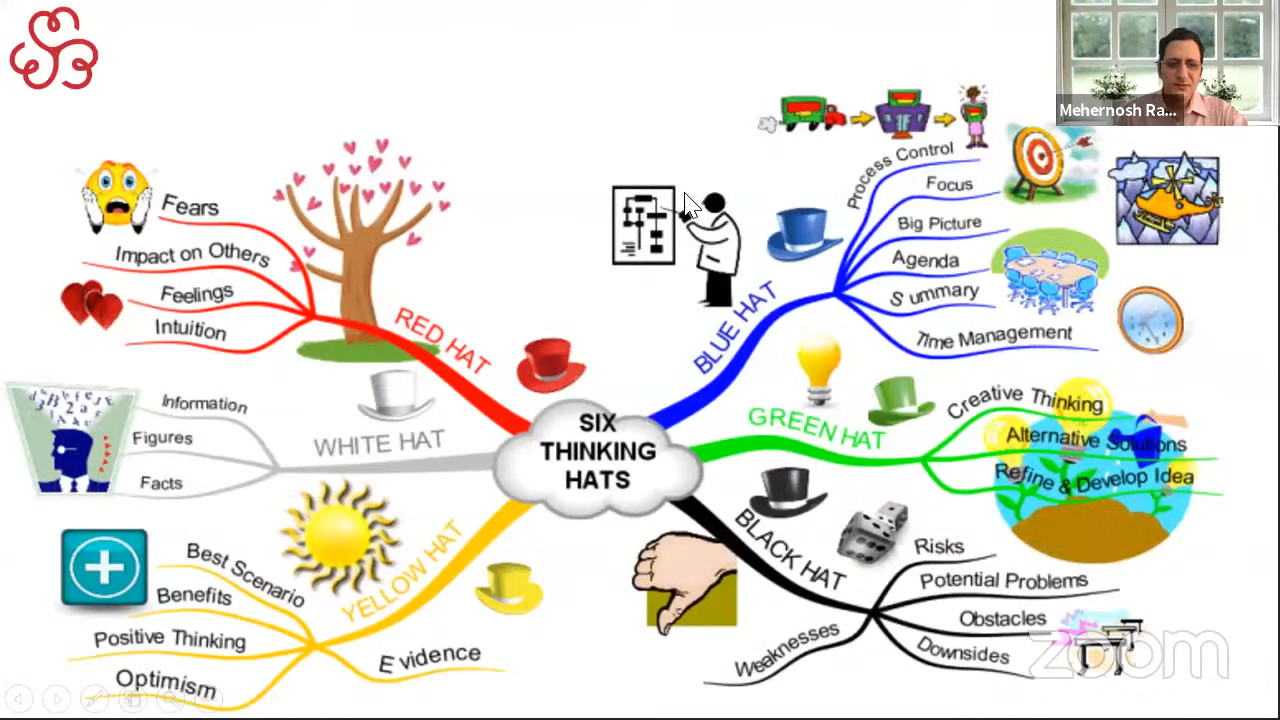 Mehernosh Ra...
SIX
THINKING
HATS
RED HAT
Fears
Impact on Others
Feelings
Intuition
WHITE HAT
Information
Figures
Facts
YELLOW HAT
Best Scenario
Benefits
Positive Thinking
Optimism
E vidence
BLUE HAT
Process Control
Focus
Big Picture
Agenda
S ummary
Time Management
GREEN HAT
Creative Thinking
Alternative Solutions
Refine & Develop Idea
BLACK HAT
Risks
Potential Problems
Obstacles
Downsides
Weaknesses
zoom